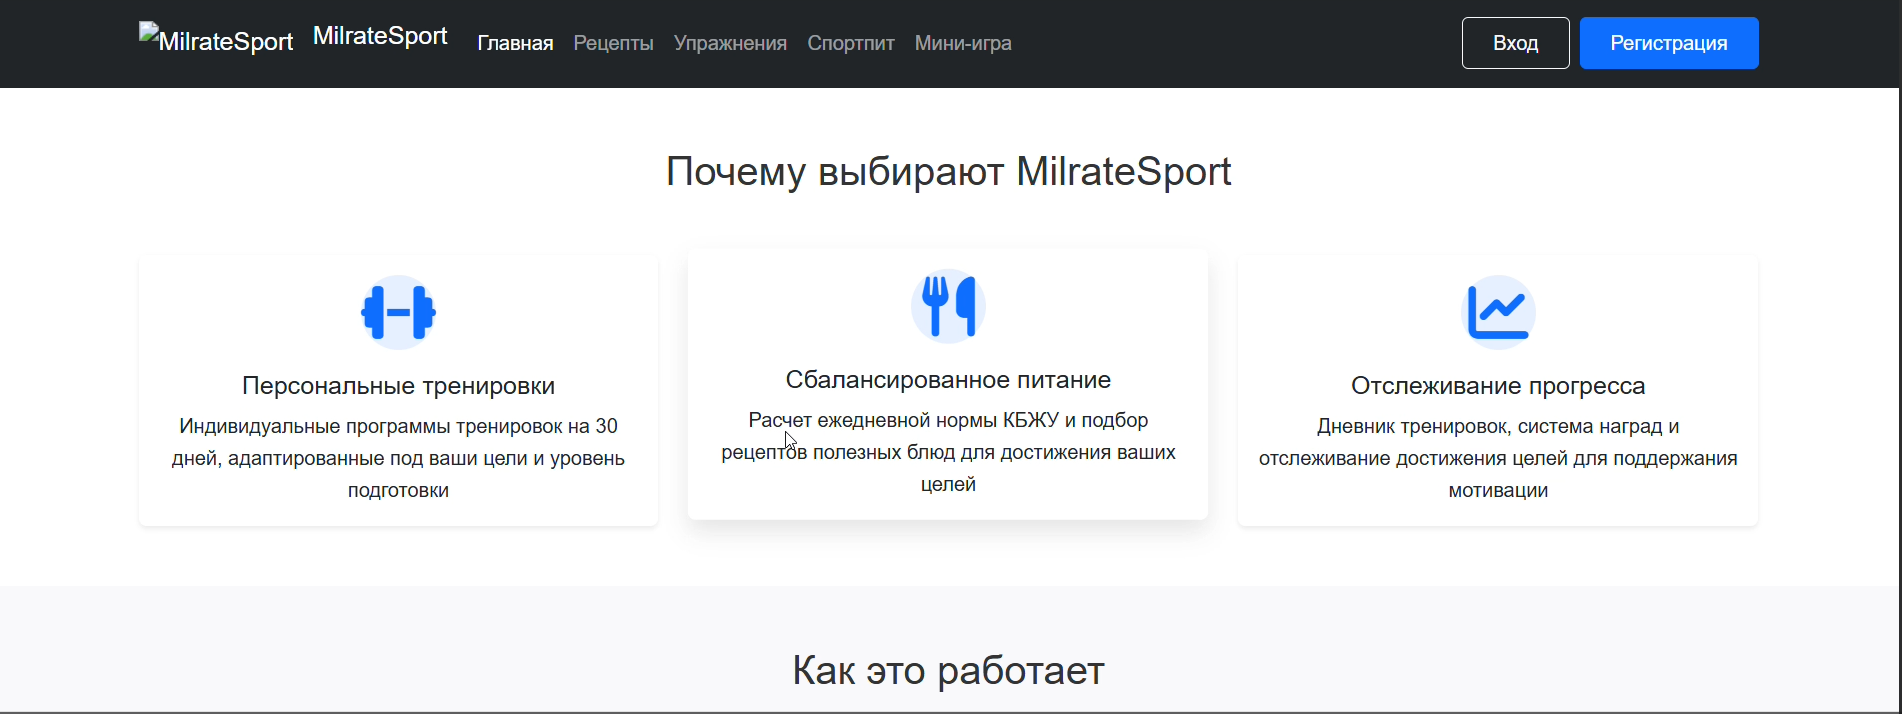 MilrateSport MilrateSport Главная Рецепты Упражнения Спортпит Мини-игра Вход Регистрация
Почему выбирают MilrateSport
Персональные тренировки
Индивидуальные программы тренировок на 30
дней, адаптированные под ваши цели и уровень
подготовки
Сбалансированное питание
Расчет ежедневной нормы КБЖУ и подбор
рецептов полезных блюд для достижения ваших
целей
Отслеживание прогресса
Дневник тренировок, система наград и
отслеживание достижения целей для поддержания
мотивации
Как это работает